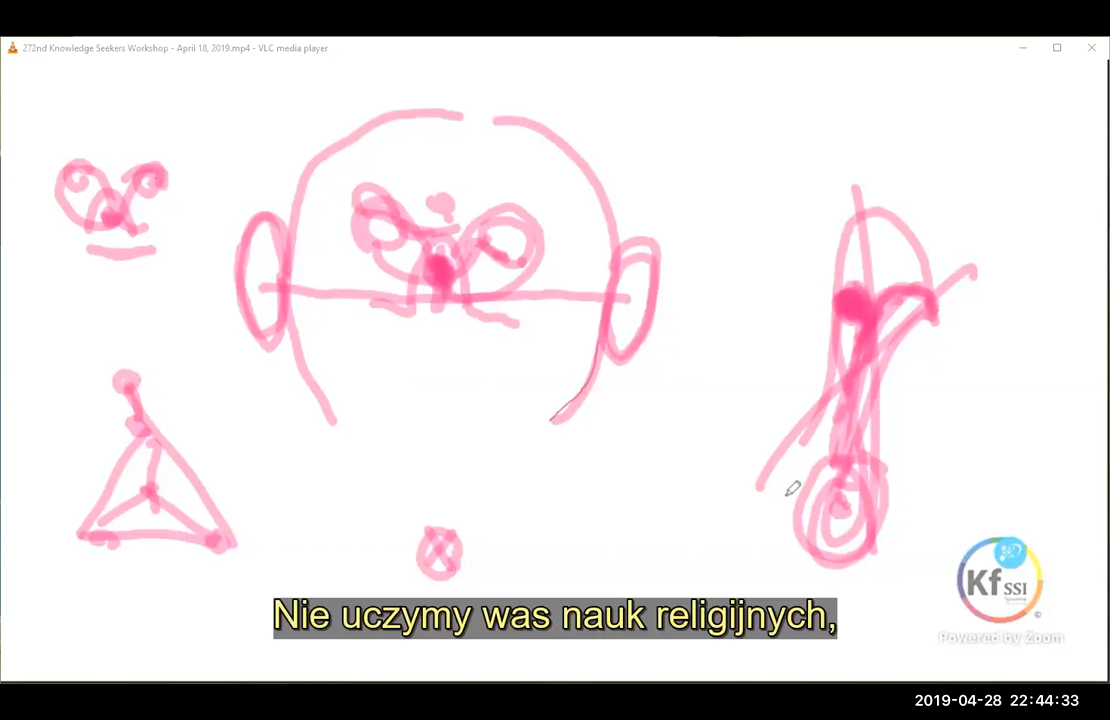 272nd Knowledge Seekers Workshop - April 18, 2019.mp4 - VLC media player
Kf SSI
©
Powered by Zoom
Nie uczymy was nauk religijnych,
2019-04-28 22:44:33